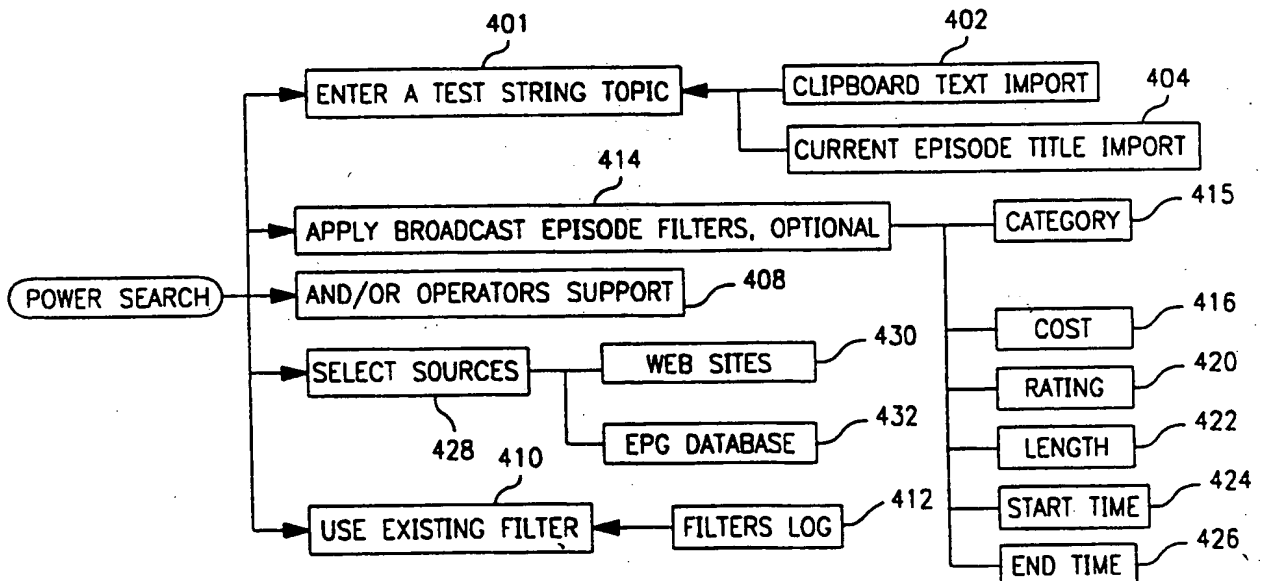 401
ENTER A TEST STRING TOPIC
402
CLIPBOARD TEXT IMPORT
404
CURRENT EPISODE TITLE IMPORT
414
APPLY BROADCAST EPISODE FILTERS, OPTIONAL
CATEGORY
415
POWER SEARCH
AND/OR OPERATORS SUPPORT
408
COST
416
SELECT SOURCES
428
WEB SITES
430
RATING
420
EPG DATABASE
432
LENGTH
422
410
USE EXISTING FILTER
FILTERS LOG
412
START TIME
424
END TIME
426